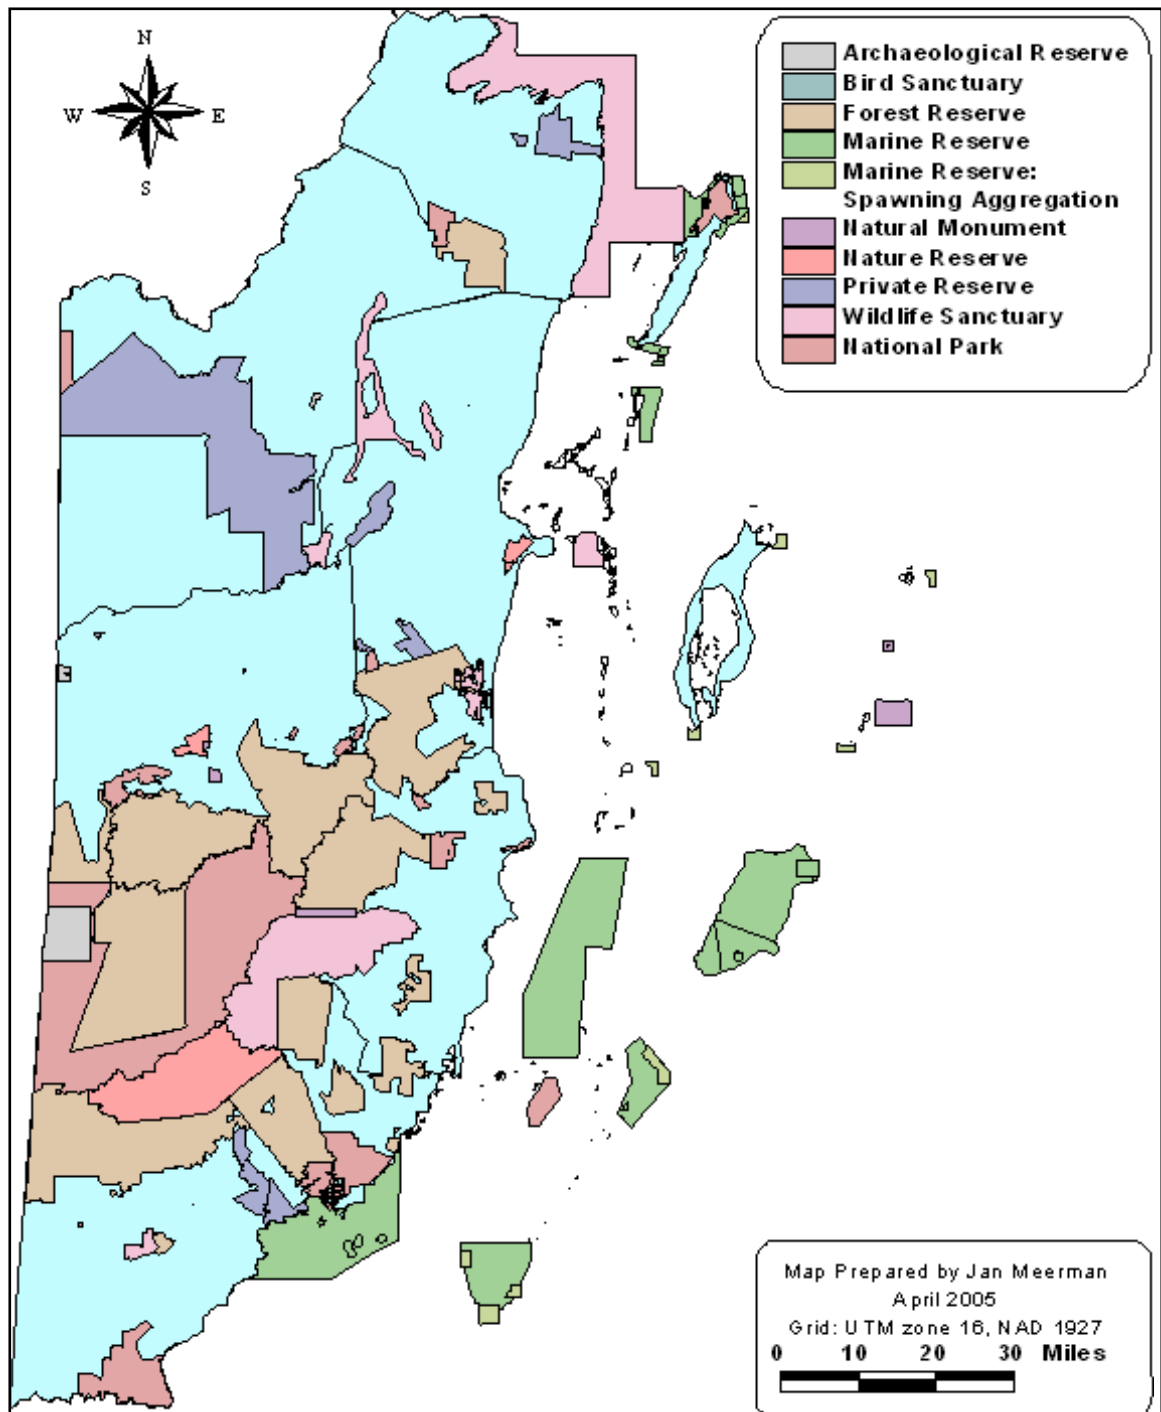 N
W E
S
Archaeological Reserve
Bird Sanctuary
Forest Reserve
Marine Reserve
Marine Reserve:
Spawning Aggregation
Natural Monument
Nature Reserve
Private Reserve
Wildlife Sanctuary
National Park
Map Prepared by Jan Meerman
April 2005
Grid: UTM zone 16, NAD 1927
0 10 20 30 Miles